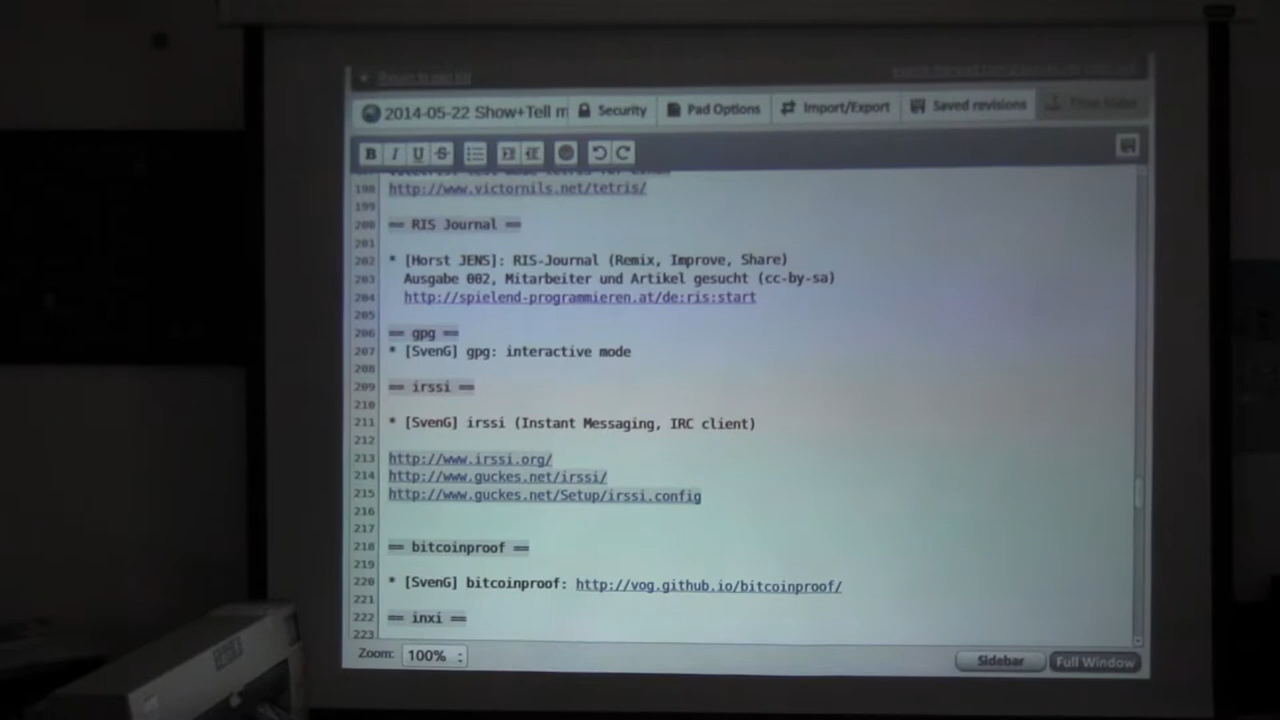 Return to pad list
2014-05-22 Show+Tell m
Security
Pad Options
Import/Export
Saved revisions
B I U S
198 http://www.victornils.net/tetris/
199
200 == RIS Journal ==
201
202 * [Horst JENS]: RIS-Journal (Remix, Improve, Share)
203 Ausgabe 002, Mitarbeiter und Artikel gesucht (cc-by-sa)
204 http://spielend-programmieren.at/de:ris:start
205
206 == gpg ==
207 * [SvenG] gpg: interactive mode
208
209 == irssi ==
210
211 * [SvenG] irssi (Instant Messaging, IRC client)
212
213 http://www.irssi.org/
214 http://www.guckes.net/irssi/
215 http://www.guckes.net/Setup/irssi.config
216
217
218 == bitcoinproof ==
219
220 * [SvenG] bitcoinproof: http://vog.github.io/bitcoinproof/
221
222 == inxi ==
223
Zoom: 100%
Sidebar
Full Window